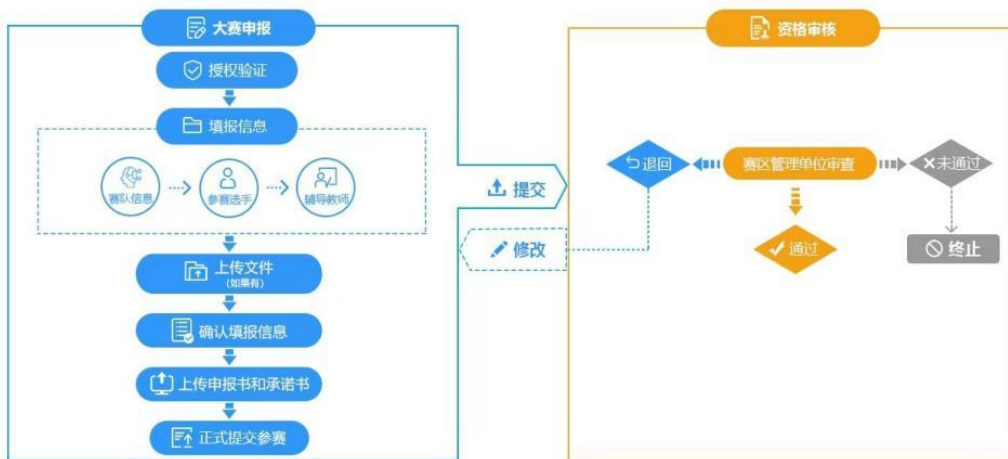 大赛申报
授权验证
填报信息
赛队信息
参赛选手
辅导教师
上传文件
(如果有)
确认填报信息
上传申报书和承诺书
正式提交参赛
提交
修改
资格审核
退回
赛区管理单位审查
未通过
通过
终止